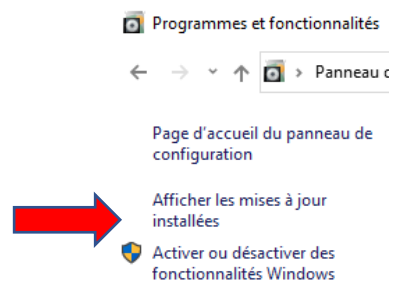 Programmes et fonctionnalités
Panneau c
Page d'accueil du panneau de
configuration
Afficher les mises à jour
installées
Activer ou désactiver des
fonctionnalités Windows